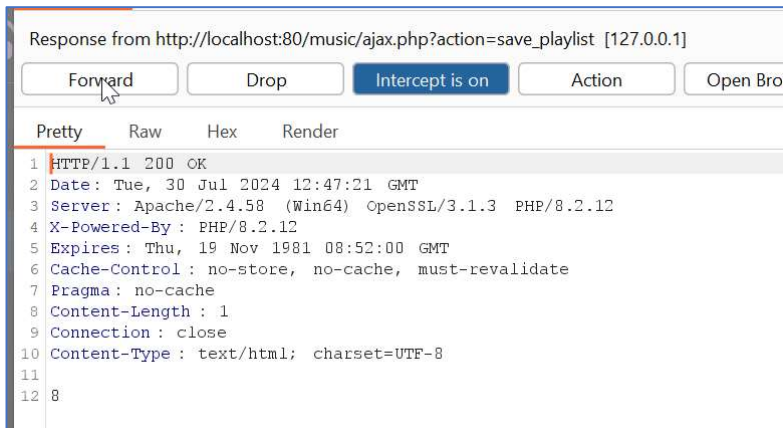 Response from http://localhost:80/music/ajax.php?action=save_playlist [127.0.0.1]
Forward Drop Intercept is on Action Open Bro
Pretty Raw Hex Render
1 HTTP/1.1 200 OK
2 Date: Tue, 30 Jul 2024 12:47:21 GMT
3 Server: Apache/2.4.58 (Win64) OpenSSL/3.1.3 PHP/8.2.12
4 X-Powered-By: PHP/8.2.12
5 Expires: Thu, 19 Nov 1981 08:52:00 GMT
6 Cache-Control: no-store, no-cache, must-revalidate
7 Pragma: no-cache
8 Content-Length: 1
9 Connection: close
10 Content-Type: text/html; charset=UTF-8
11
12 8